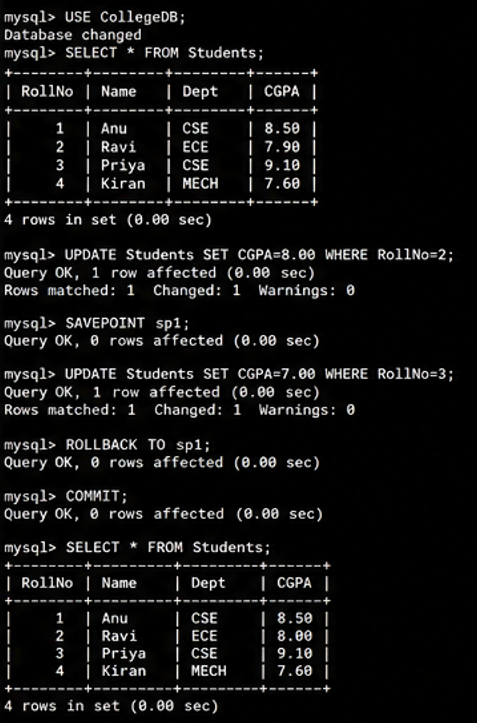 mysql> USE CollegeDB;
Database changed
mysql> SELECT * FROM Students;
+--------+--------+--------+------+
| RollNo | Name | Dept | CGPA |
+--------+--------+--------+------+
| 1 | Anu | CSE | 8.50 |
| 2 | Ravi | ECE | 7.90 |
| 3 | Priya | CSE | 9.10 |
| 4 | Kiran | MECH | 7.60 |
+--------+--------+--------+------+
4 rows in set (0.00 sec)
mysql> UPDATE Students SET CGPA=8.00 WHERE RollNo=2;
Query OK, 1 row affected (0.00 sec)
Rows matched: 1 Changed: 1 Warnings: 0
mysql> SAVEPOINT sp1;
Query OK, 0 rows affected (0.00 sec)
mysql> UPDATE Students SET CGPA=7.00 WHERE RollNo=3;
Query OK, 1 row affected (0.00 sec)
Rows matched: 1 Changed: 1 Warnings: 0
mysql> ROLLBACK TO sp1;
Query OK, 0 rows affected (0.00 sec)
mysql> COMMIT;
Query OK, 0 rows affected (0.00 sec)
mysql> SELECT * FROM Students;
+--------+--------+--------+------+
| RollNo | Name | Dept | CGPA |
+--------+--------+--------+------+
| 1 | Anu | CSE | 8.50 |
| 2 | Ravi | ECE | 8.00 |
| 3 | Priya | CSE | 9.10 |
| 4 | Kiran | MECH | 7.60 |
+--------+--------+--------+------+
4 rows in set (0.00 sec)